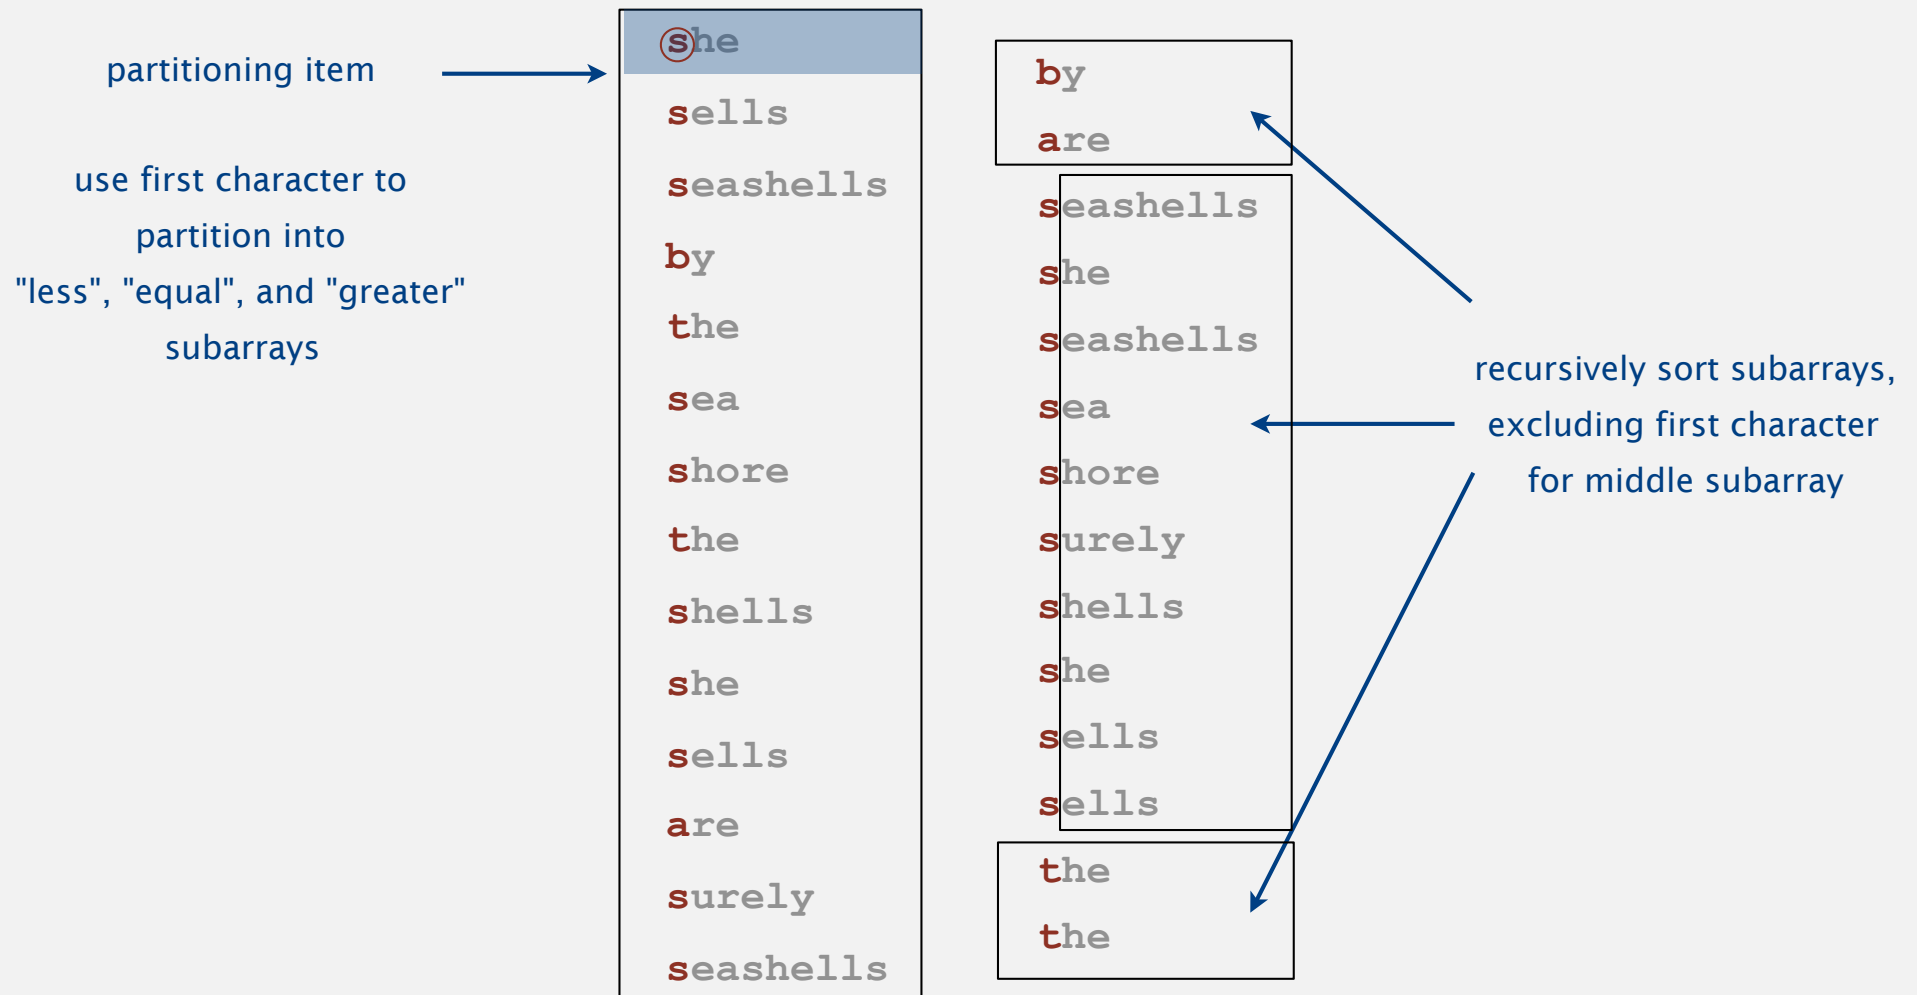 partitioning item
use first character to
partition into
"less", "equal", and "greater"
subarrays
she
sells
seashells
by
the
sea
shore
the
shells
she
sells
are
surely
seashells
by
are
seashells
she
seashells
sea
shore
surely
shells
she
sells
sells
the
the
recursively sort subarrays,
excluding first character
for middle subarray